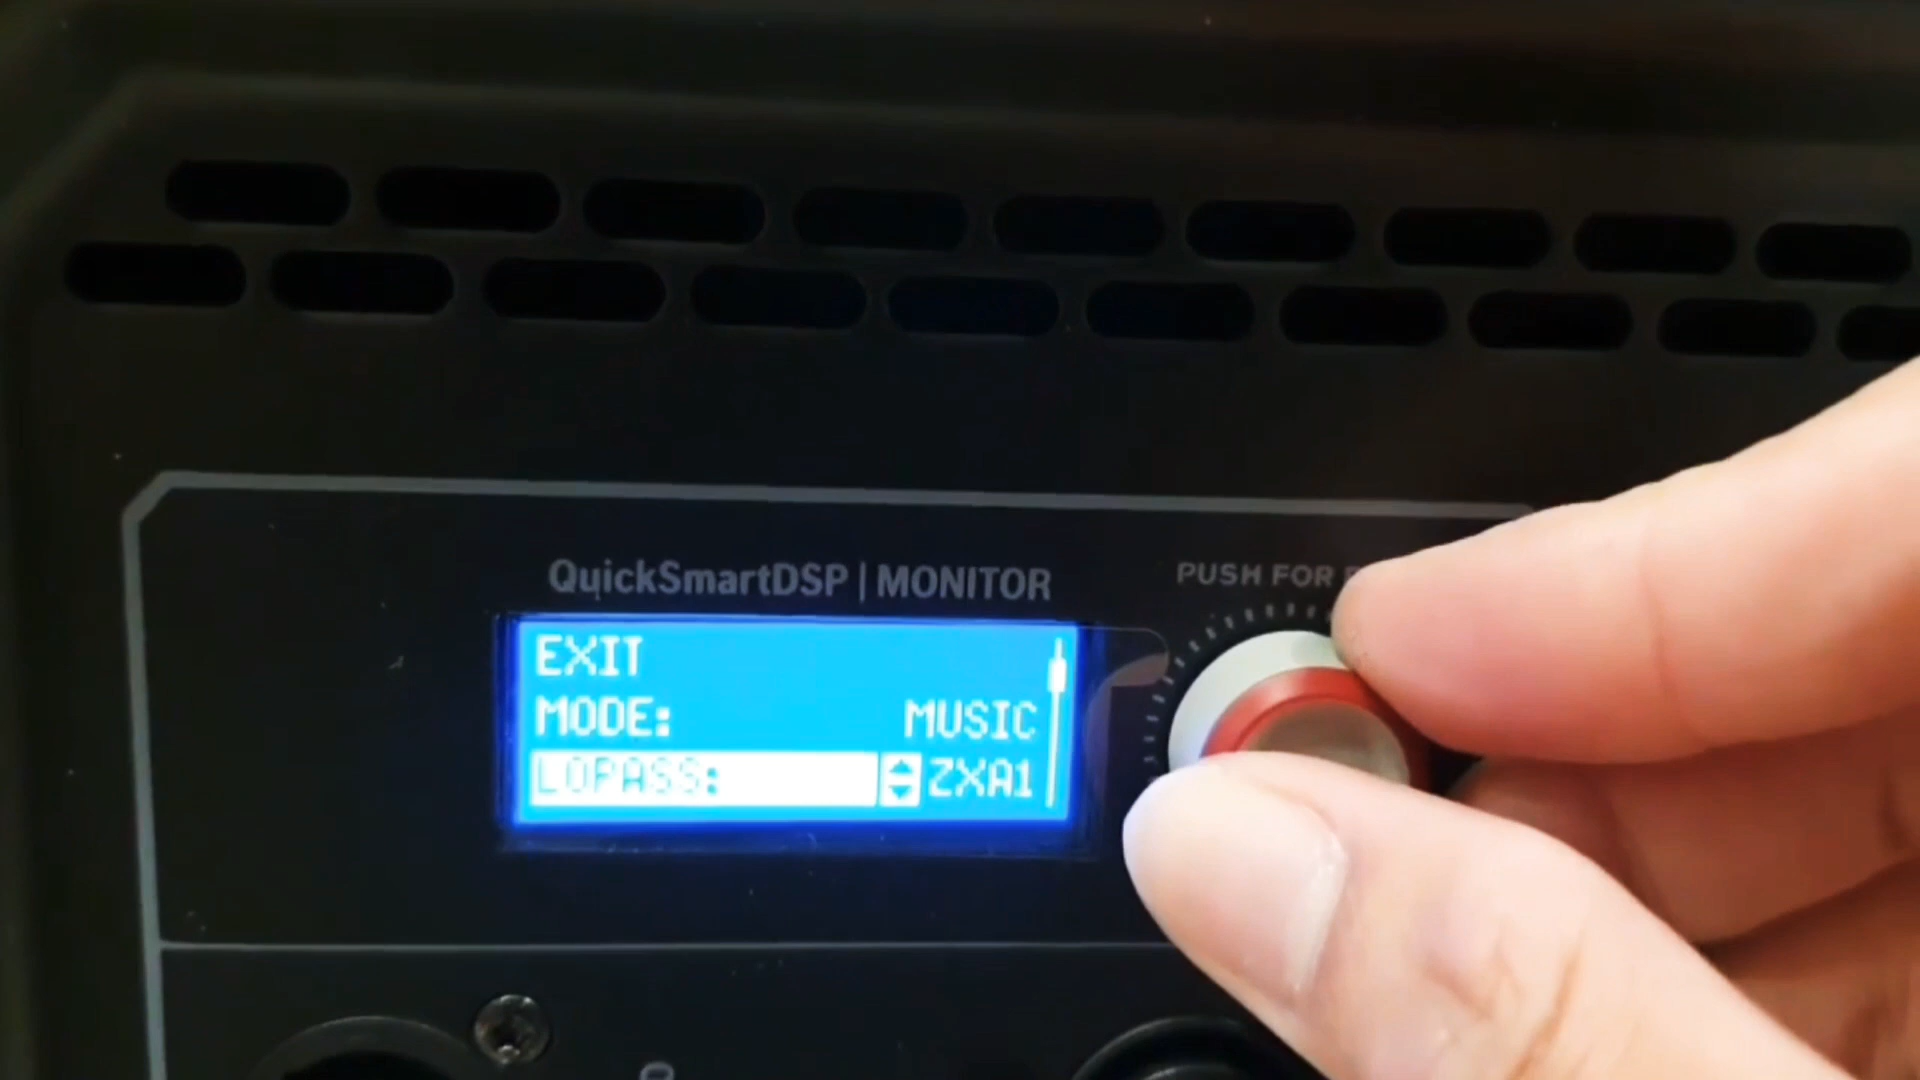 QuickSmartDSP | MONITOR
PUSH FOR
EXIT
MODE: MUSIC
LOPASS: ZXA1